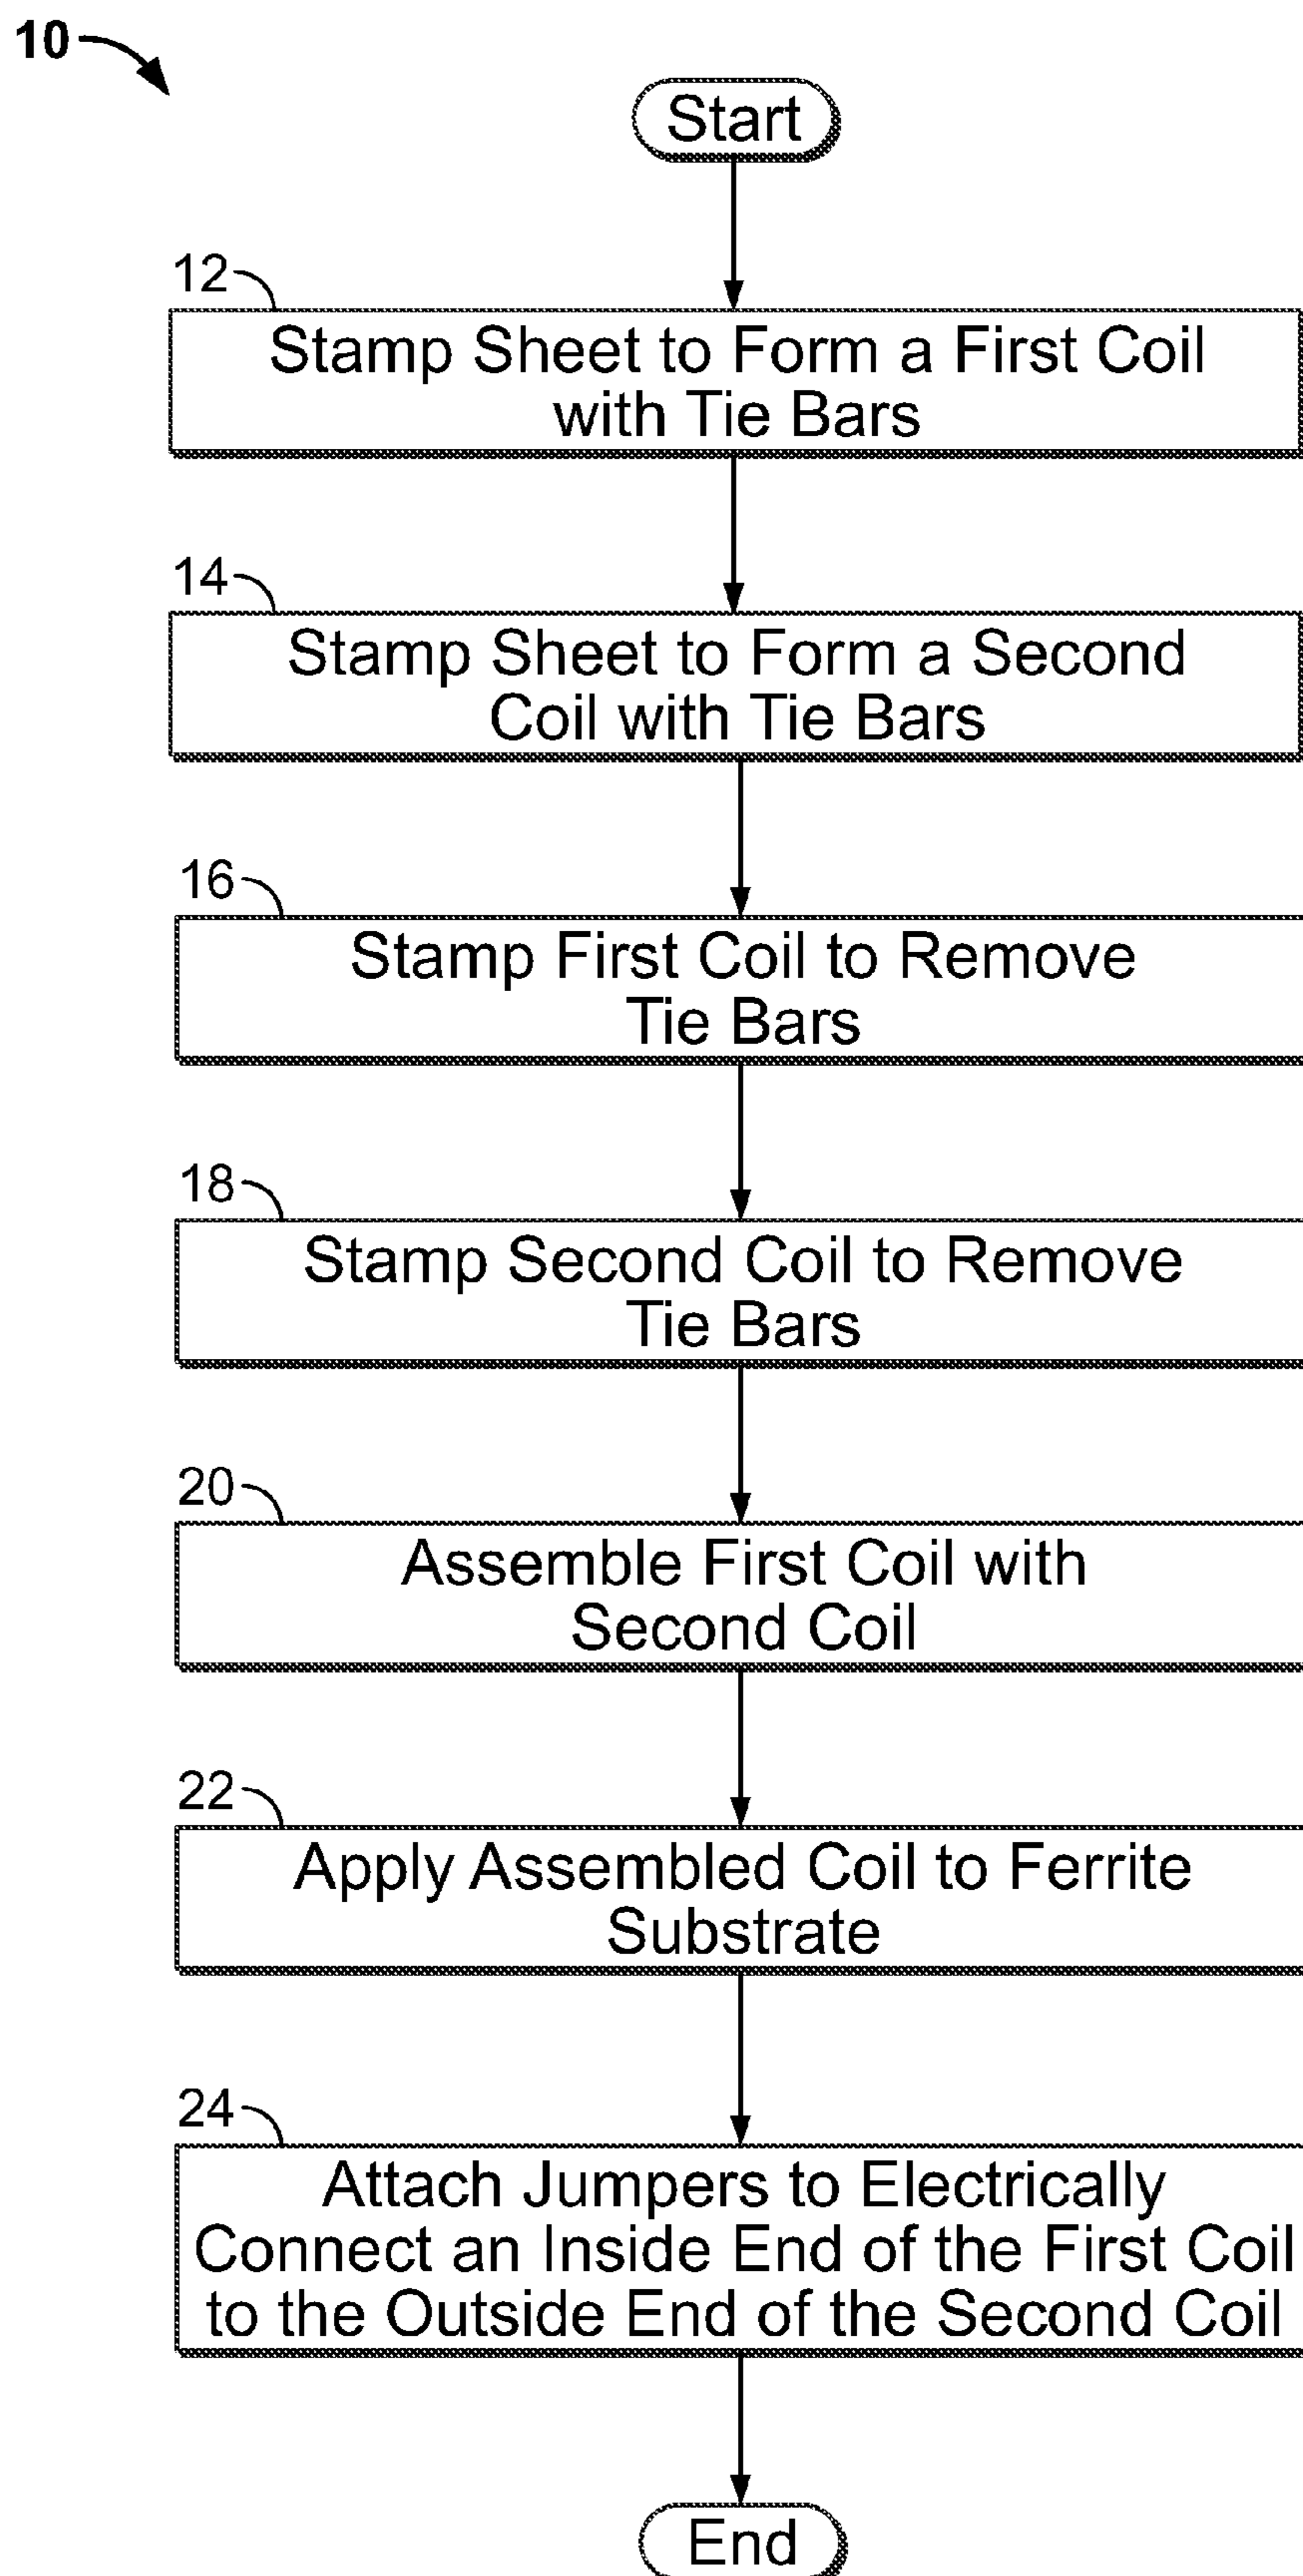 10
Start
12
Stamp Sheet to Form a First Coil
with Tie Bars
14
Stamp Sheet to Form a Second
Coil with Tie Bars
16
Stamp First Coil to Remove
Tie Bars
18
Stamp Second Coil to Remove
Tie Bars
20
Assemble First Coil with
Second Coil
22
Apply Assembled Coil to Ferrite
Substrate
24
Attach Jumpers to Electrically
Connect an Inside End of the First Coil
to the Outside End of the Second Coil
End